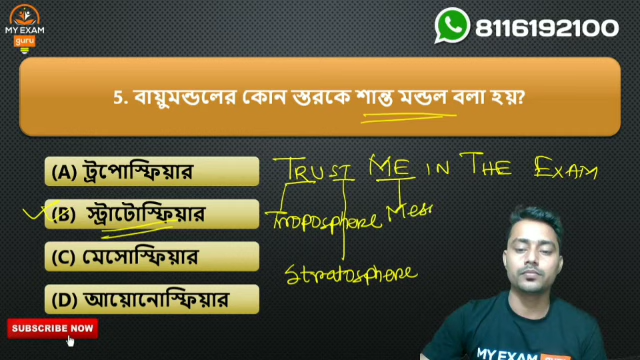 MY EXAM
guru
8116192100
5. বায়ুমন্ডলের কোন স্তরকে শান্ত মন্ডল বলা হয়?
(A) ট্রপোস্ফিয়ার
(B) স্ট্রাটোস্ফিয়ার
(C) মেসোস্ফিয়ার
(D) আয়োনোস্ফিয়ার
TRUST ME IN THE EXAM
Troposphere Meso
Stratosphere
SUBSCRIBE NOW
MY EXAM